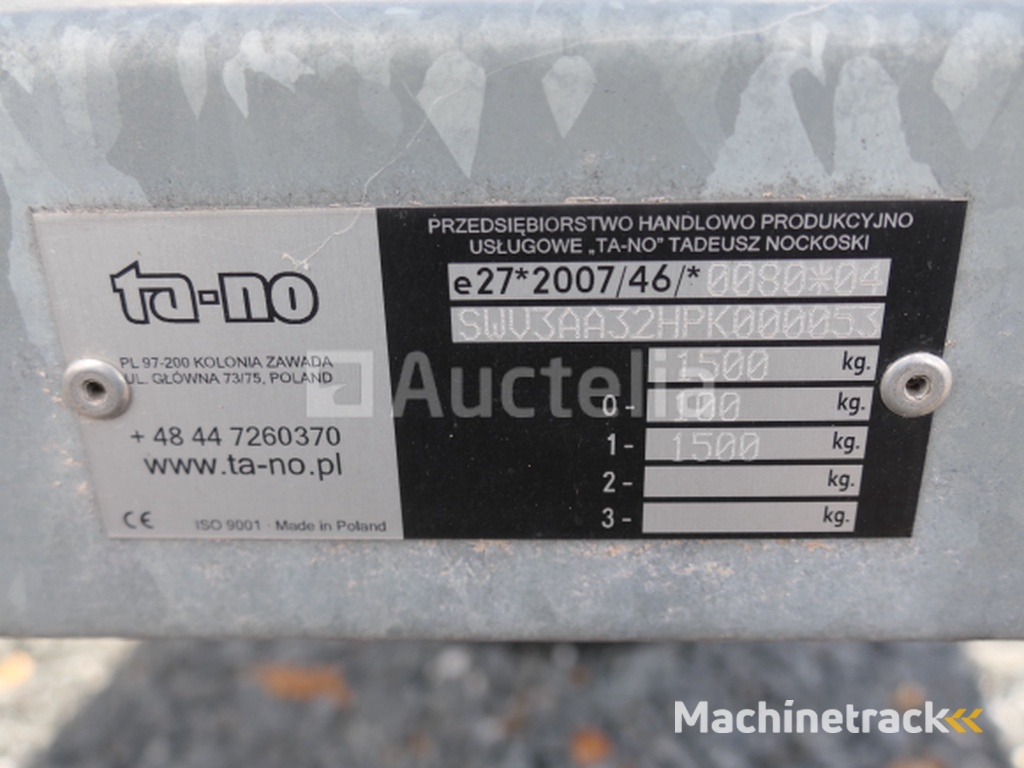 ta-no
PL 97-200 KOLONIA ZAWADA
UL. GŁÓWNA 73/75, POLAND
+ 48 44 7260370
www.ta-no.pl
CE ISO 9001 · Made in Poland
PRZEDSIĘBIORSTWO HANDLOWO PRODUKCYJNO
USŁUGOWE „TA-NO" TADEUSZ NOCKOSKI
e27*2007/46/*0080*04
SWV3AA32HPK000053
1500 kg.
0- 100 kg.
1- 1500 kg.
2- kg.
3- kg.
Auctelia
Machinetrack